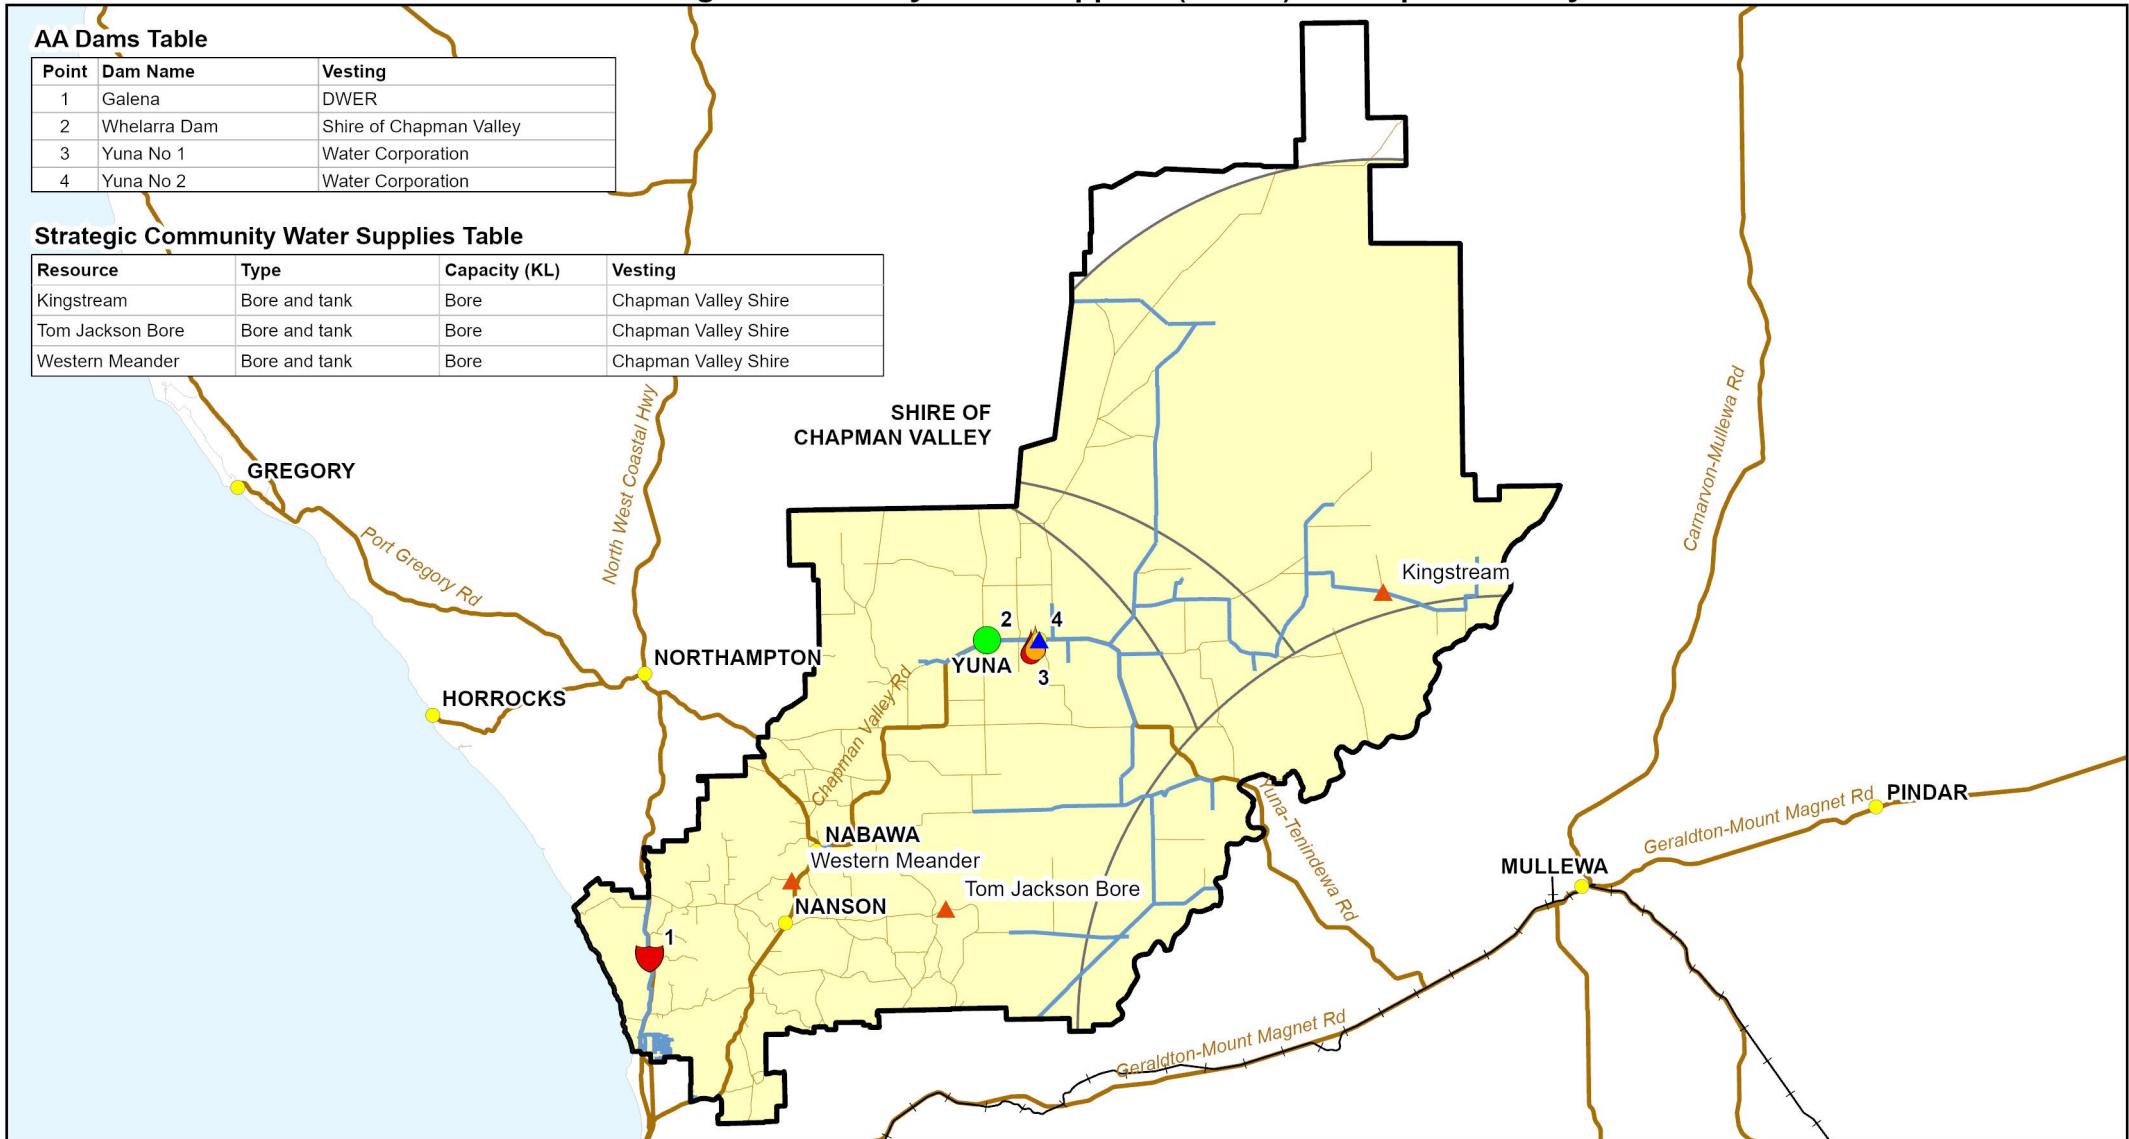 AA Dams Table
Point Dam Name Vesting
1 Galena DWER
2 Whelarra Dam Shire of Chapman Valley
3 Yuna No 1 Water Corporation
4 Yuna No 2 Water Corporation
Strategic Community Water Supplies Table
Resource Type Capacity (KL) Vesting
Kingstream Bore and tank Bore Chapman Valley Shire
Tom Jackson Bore Bore and tank Bore Chapman Valley Shire
Western Meander Bore and tank Bore Chapman Valley Shire
SHIRE OF
CHAPMAN VALLEY
GREGORY
Port Gregory Rd
North West Coastal Hwy
Carnarvon-Mullewa Rd
Kingstream
2
4
YUNA
3
NORTHAMPTON
HORROCKS
Chapman Valley Rd
NABAWA
Western Meander
Tom Jackson Bore
NANSON
1
Yuna-Tenindewa Rd
PINDAR
Geraldton-Mount Magnet Rd
MULLEWA
Geraldton-Mount Magnet Rd